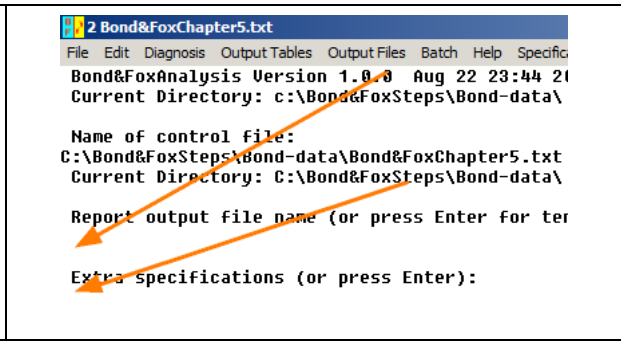 2 Bond&FoxChapter5.txt
File Edit Diagnosis Output Tables Output Files Batch Help Specific
Bond&FoxAnalysis Version 1.0.0 Aug 22 23:44 20
Current Directory: c:\Bond&FoxSteps\Bond-data\
Name of control file:
C:\Bond&FoxSteps\Bond-data\Bond&FoxChapter5.txt
Current Directory: C:\Bond&FoxSteps\Bond-data\
Report output file name (or press Enter for ter
Extra specifications (or press Enter):